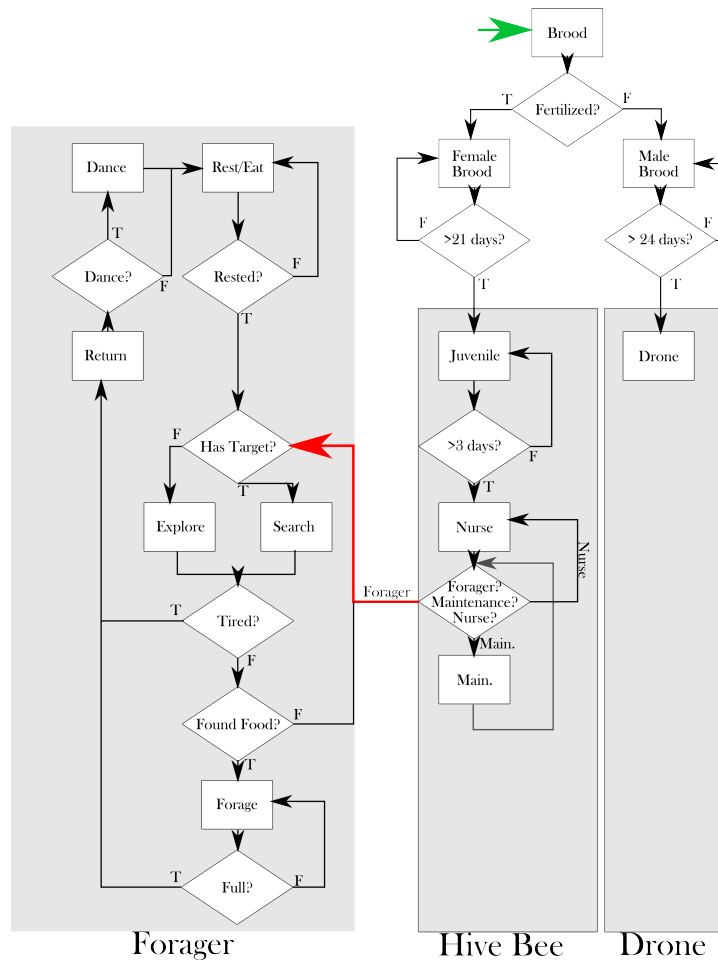 Brood
Fertilized?
T
F
Female
Brood
Male
Brood
F
>21 days?
T
> 24 days?
T
Dance
Rest/Eat
T
Dance?
F
Rested?
F
T
Return
Juvenile
Drone
F
Has Target?
T
>3 days?
F
T
Explore
Search
Nurse
Nurse
Forager
Forager?
Maintenance?
Nurse?
T
Tired?
F
Main.
Main.
Found Food?
F
T
Forage
T
Full?
F
Forager
Hive Bee
Drone